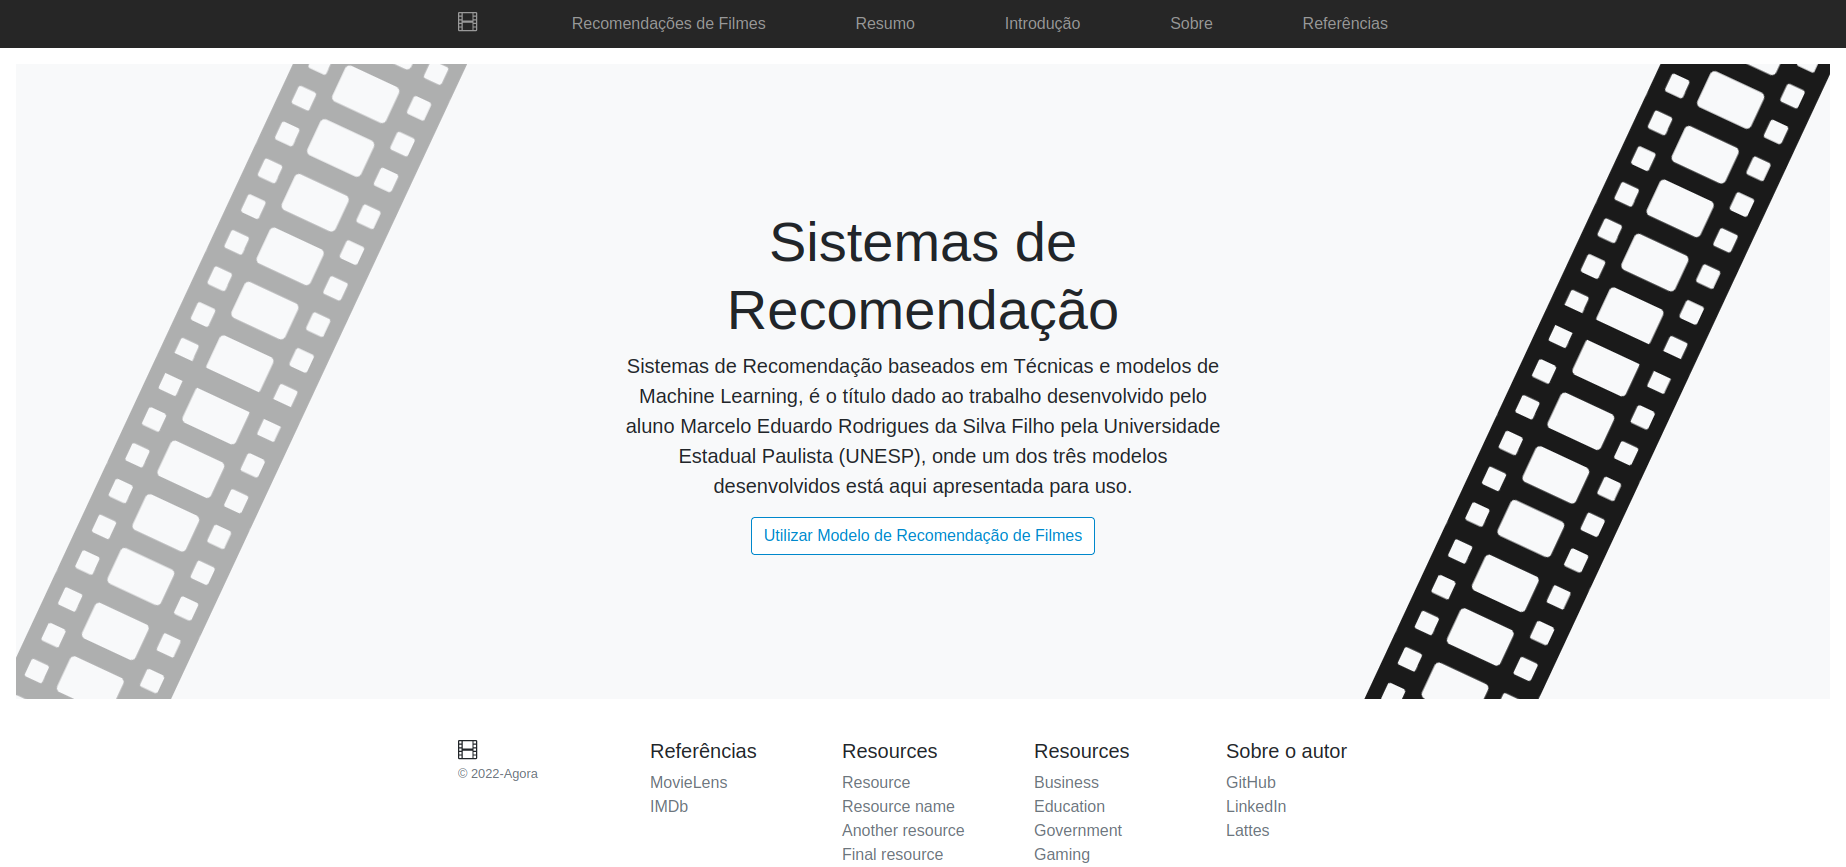 Recomendações de Filmes
Resumo
Introdução
Sobre
Referências
Sistemas de
Recomendação
Sistemas de Recomendação baseados em Técnicas e modelos de
Machine Learning, é o título dado ao trabalho desenvolvido pelo
aluno Marcelo Eduardo Rodrigues da Silva Filho pela Universidade
Estadual Paulista (UNESP), onde um dos três modelos
desenvolvidos está aqui apresentada para uso.
Utilizar Modelo de Recomendação de Filmes
© 2022-Agora
Referências
MovieLens
IMDb
Resources
Resource
Resource name
Another resource
Final resource
Resources
Business
Education
Government
Gaming
Sobre o autor
GitHub
LinkedIn
Lattes